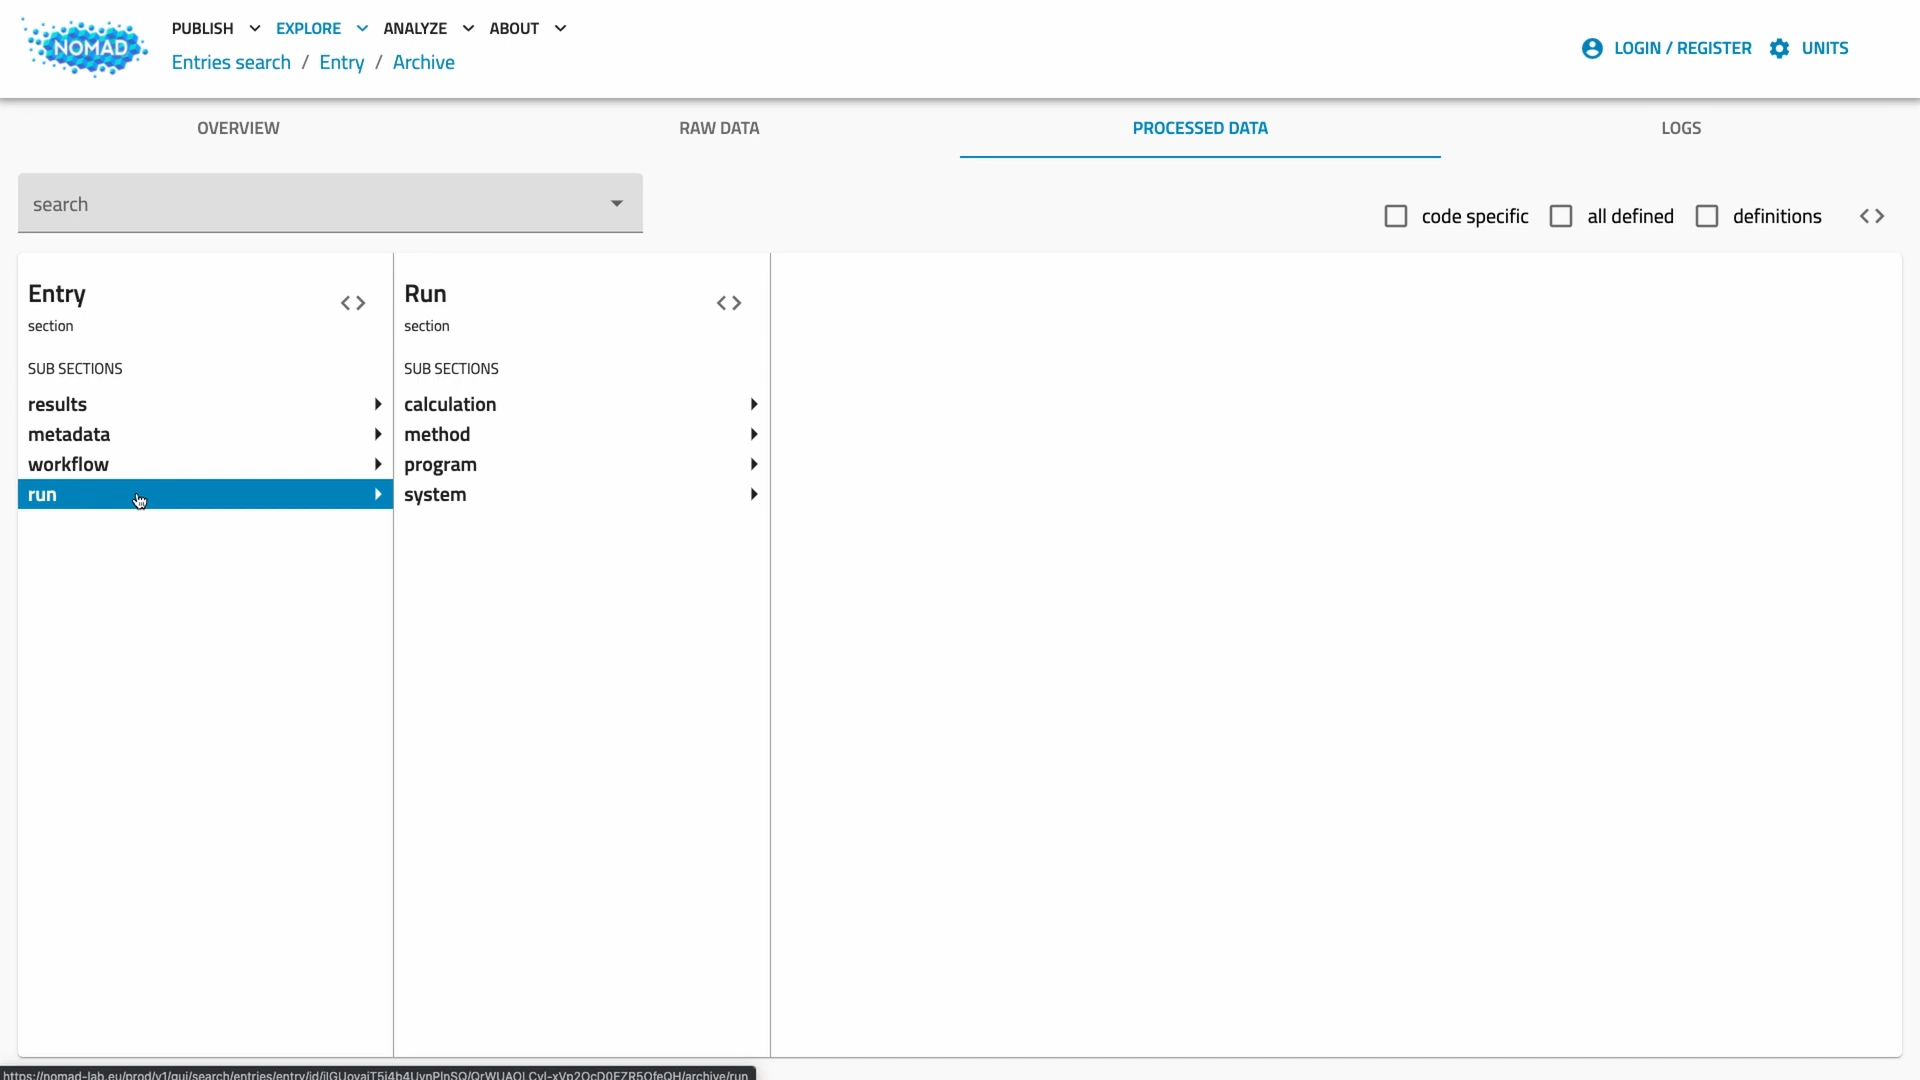 NOMAD
PUBLISH EXPLORE ANALYZE ABOUT
Entries search / Entry / Archive
LOGIN / REGISTER UNITS
OVERVIEW RAW DATA PROCESSED DATA LOGS
search
code specific all defined definitions <>
Entry <>
section
SUB SECTIONS
results
metadata
workflow
run
Run <>
section
SUB SECTIONS
calculation
method
program
system